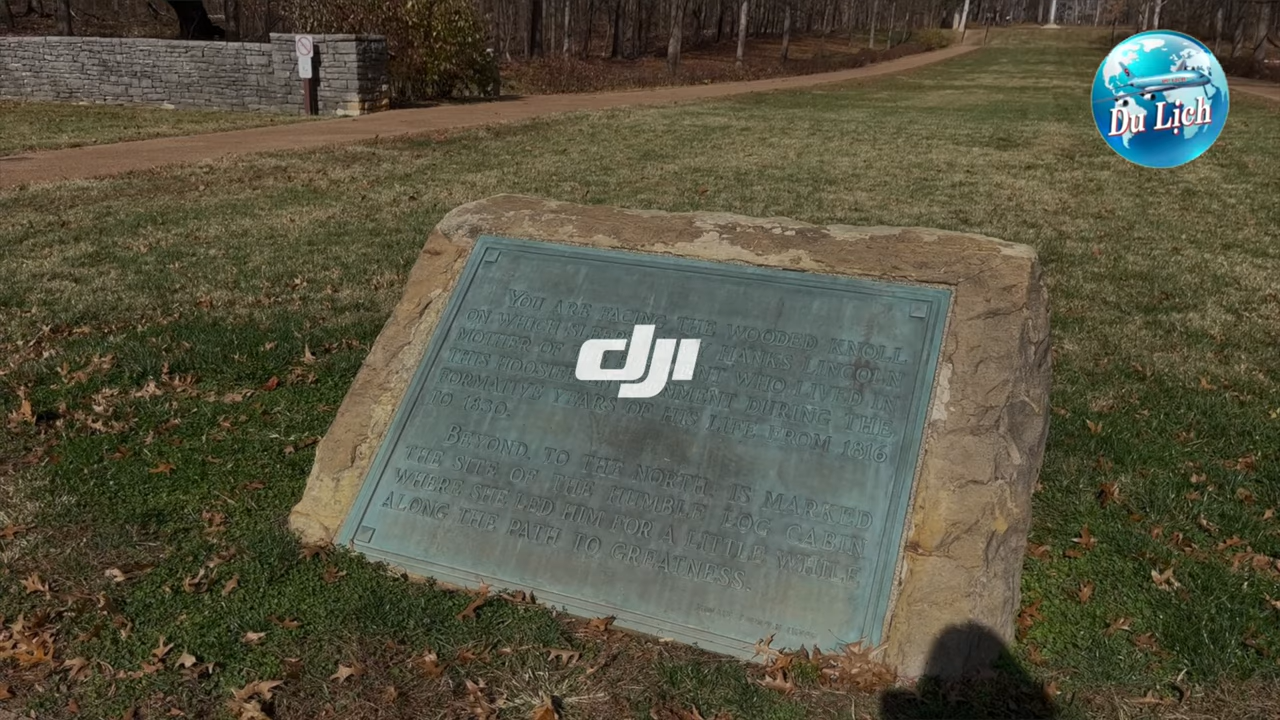 Du Lịch
YOU ARE FACING THE WOODED KNOLL
ON WHICH SLEEPS HANKS LINCOLN
MOTHER OF WHO LIVED IN
THIS HOOSIER DURING THE
FORMATIVE YEARS OF HIS LIFE FROM 1816
TO 1830.
dji
BEYOND, TO THE NORTH, IS MARKED
THE SITE OF THE HUMBLE LOG CABIN
WHERE SHE LED HIM FOR A LITTLE WHILE
ALONG THE PATH TO GREATNESS.